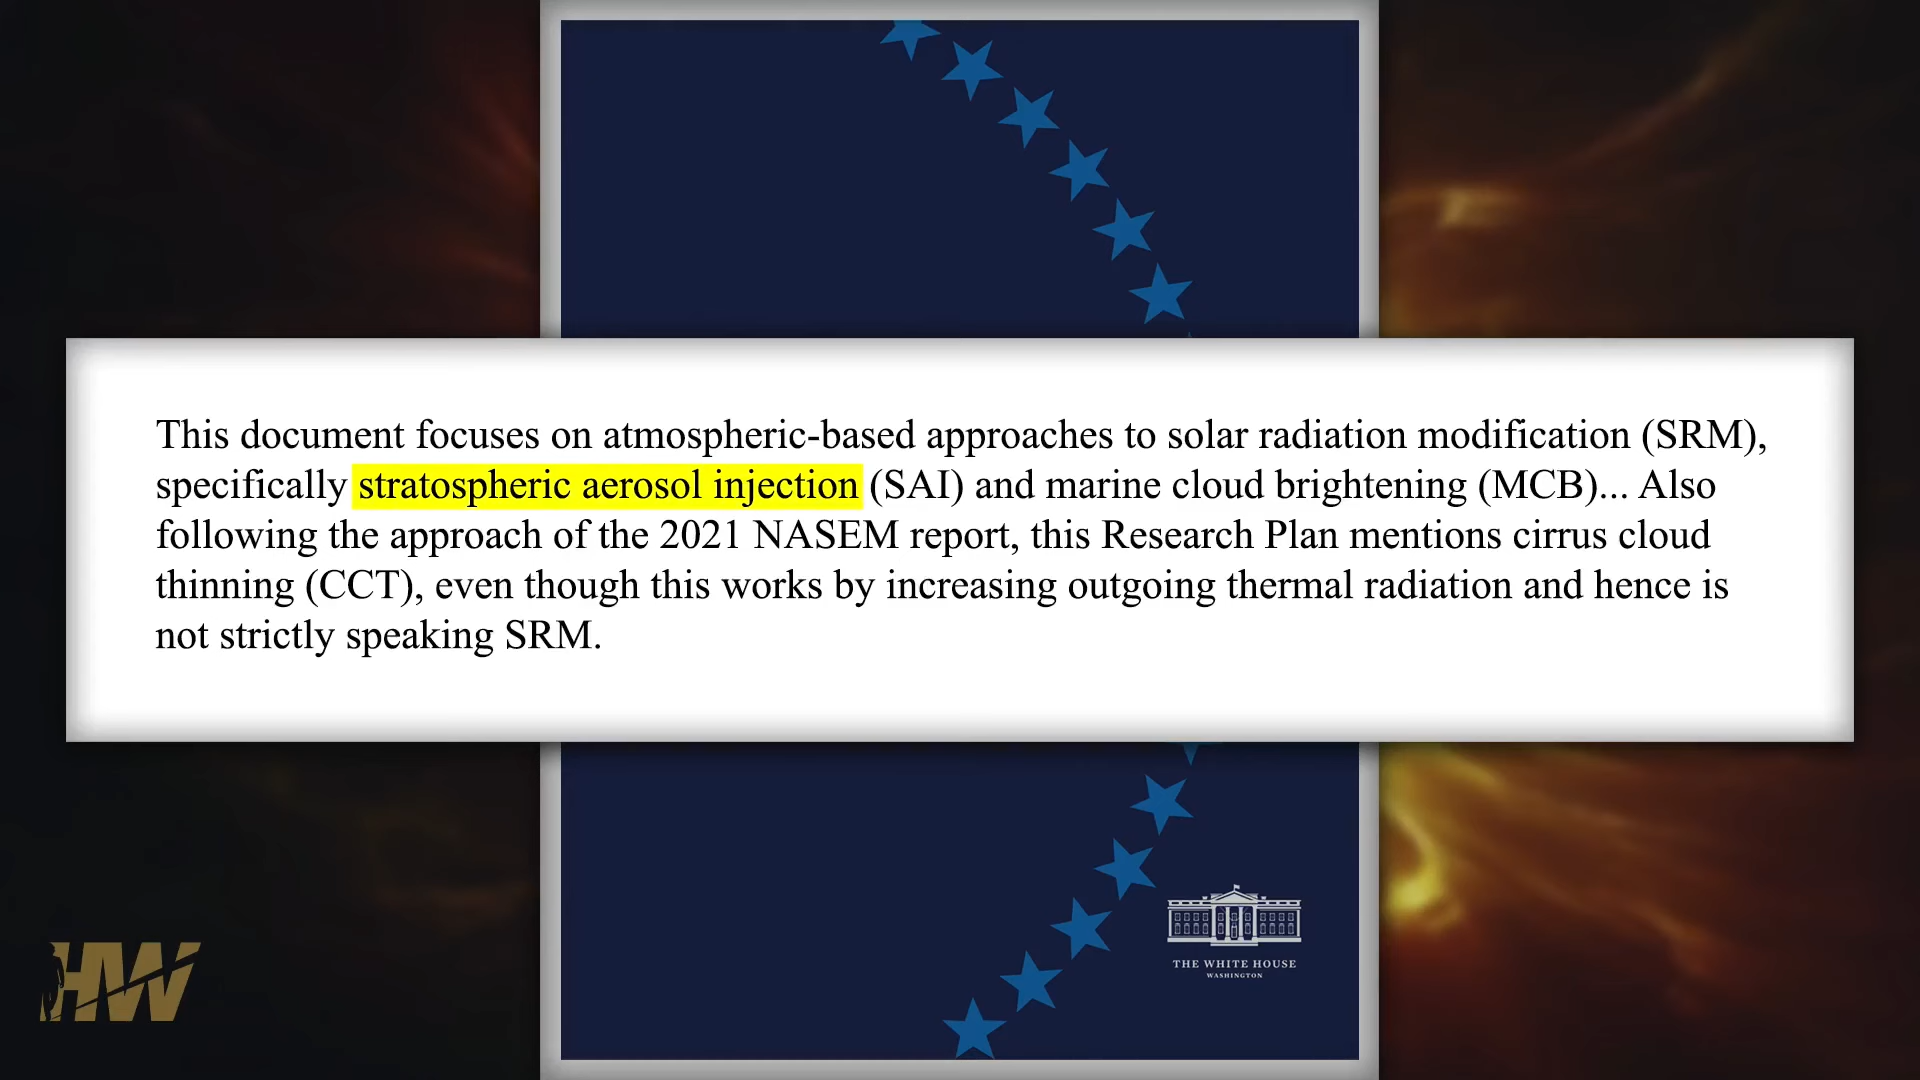 This document focuses on atmospheric-based approaches to solar radiation modification (SRM),
specifically stratospheric aerosol injection (SAI) and marine cloud brightening (MCB)... Also
following the approach of the 2021 NASEM report, this Research Plan mentions cirrus cloud
thinning (CCT), even though this works by increasing outgoing thermal radiation and hence is
not strictly speaking SRM.
THE WHITE HOUSE
WASHINGTON
HW